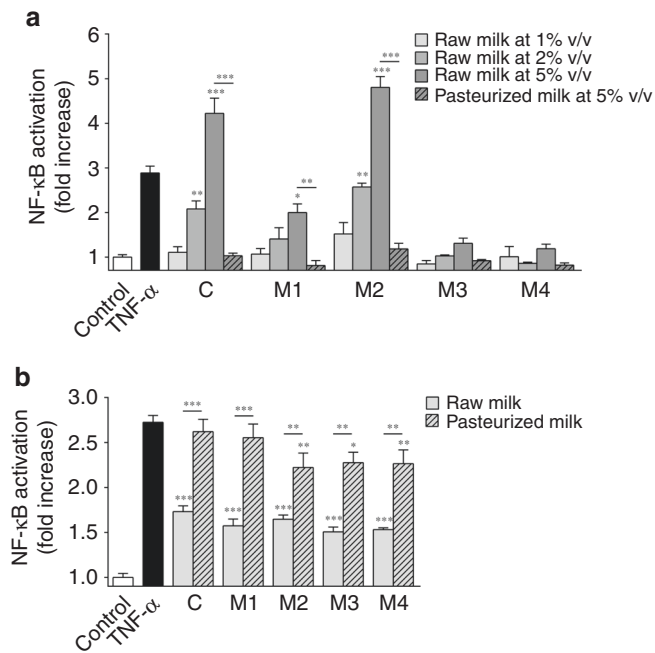 a
NF-κB activation
(fold increase)
6
5
4
3
2
1
Raw milk at 1% v/v
Raw milk at 2% v/v
Raw milk at 5% v/v
Pasteurized milk at 5% v/v
**
***
***
*
**
**
***
***
Control
TNF-α
C
M1
M2
M3
M4
b
NF-κB activation
(fold increase)
3.0
2.5
2.0
1.5
1.0
Raw milk
Pasteurized milk
***
***
***
***
***
**
**
***
**
*
***
**
**
***
Control
TNF-α
C
M1
M2
M3
M4